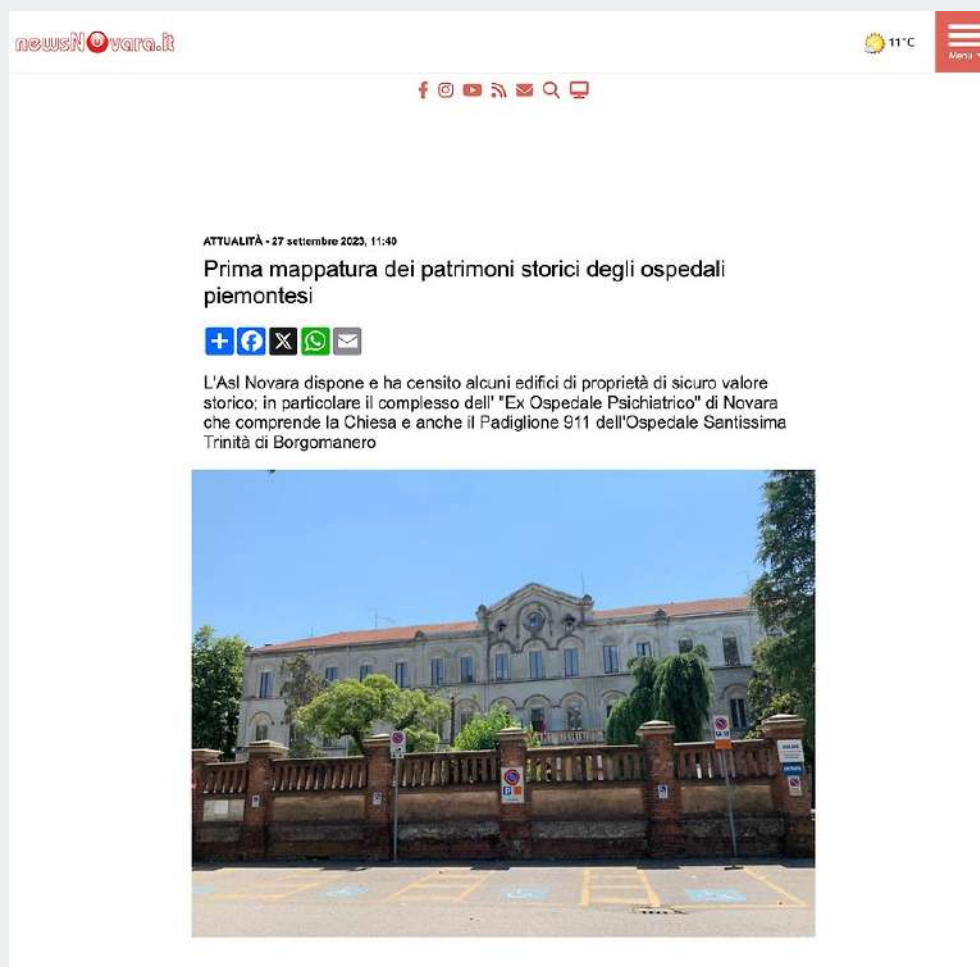 newsNovara.it
11°C
Menu
ATTUALITÀ - 27 settembre 2023, 11:40
Prima mappatura dei patrimoni storici degli ospedali
piemontesi
L'Asl Novara dispone e ha censito alcuni edifici di proprietà di sicuro valore
storico; in particolare il complesso dell' "Ex Ospedale Psichiatrico" di Novara
che comprende la Chiesa e anche il Padiglione 911 dell'Ospedale Santissima
Trinità di Borgomanero
P